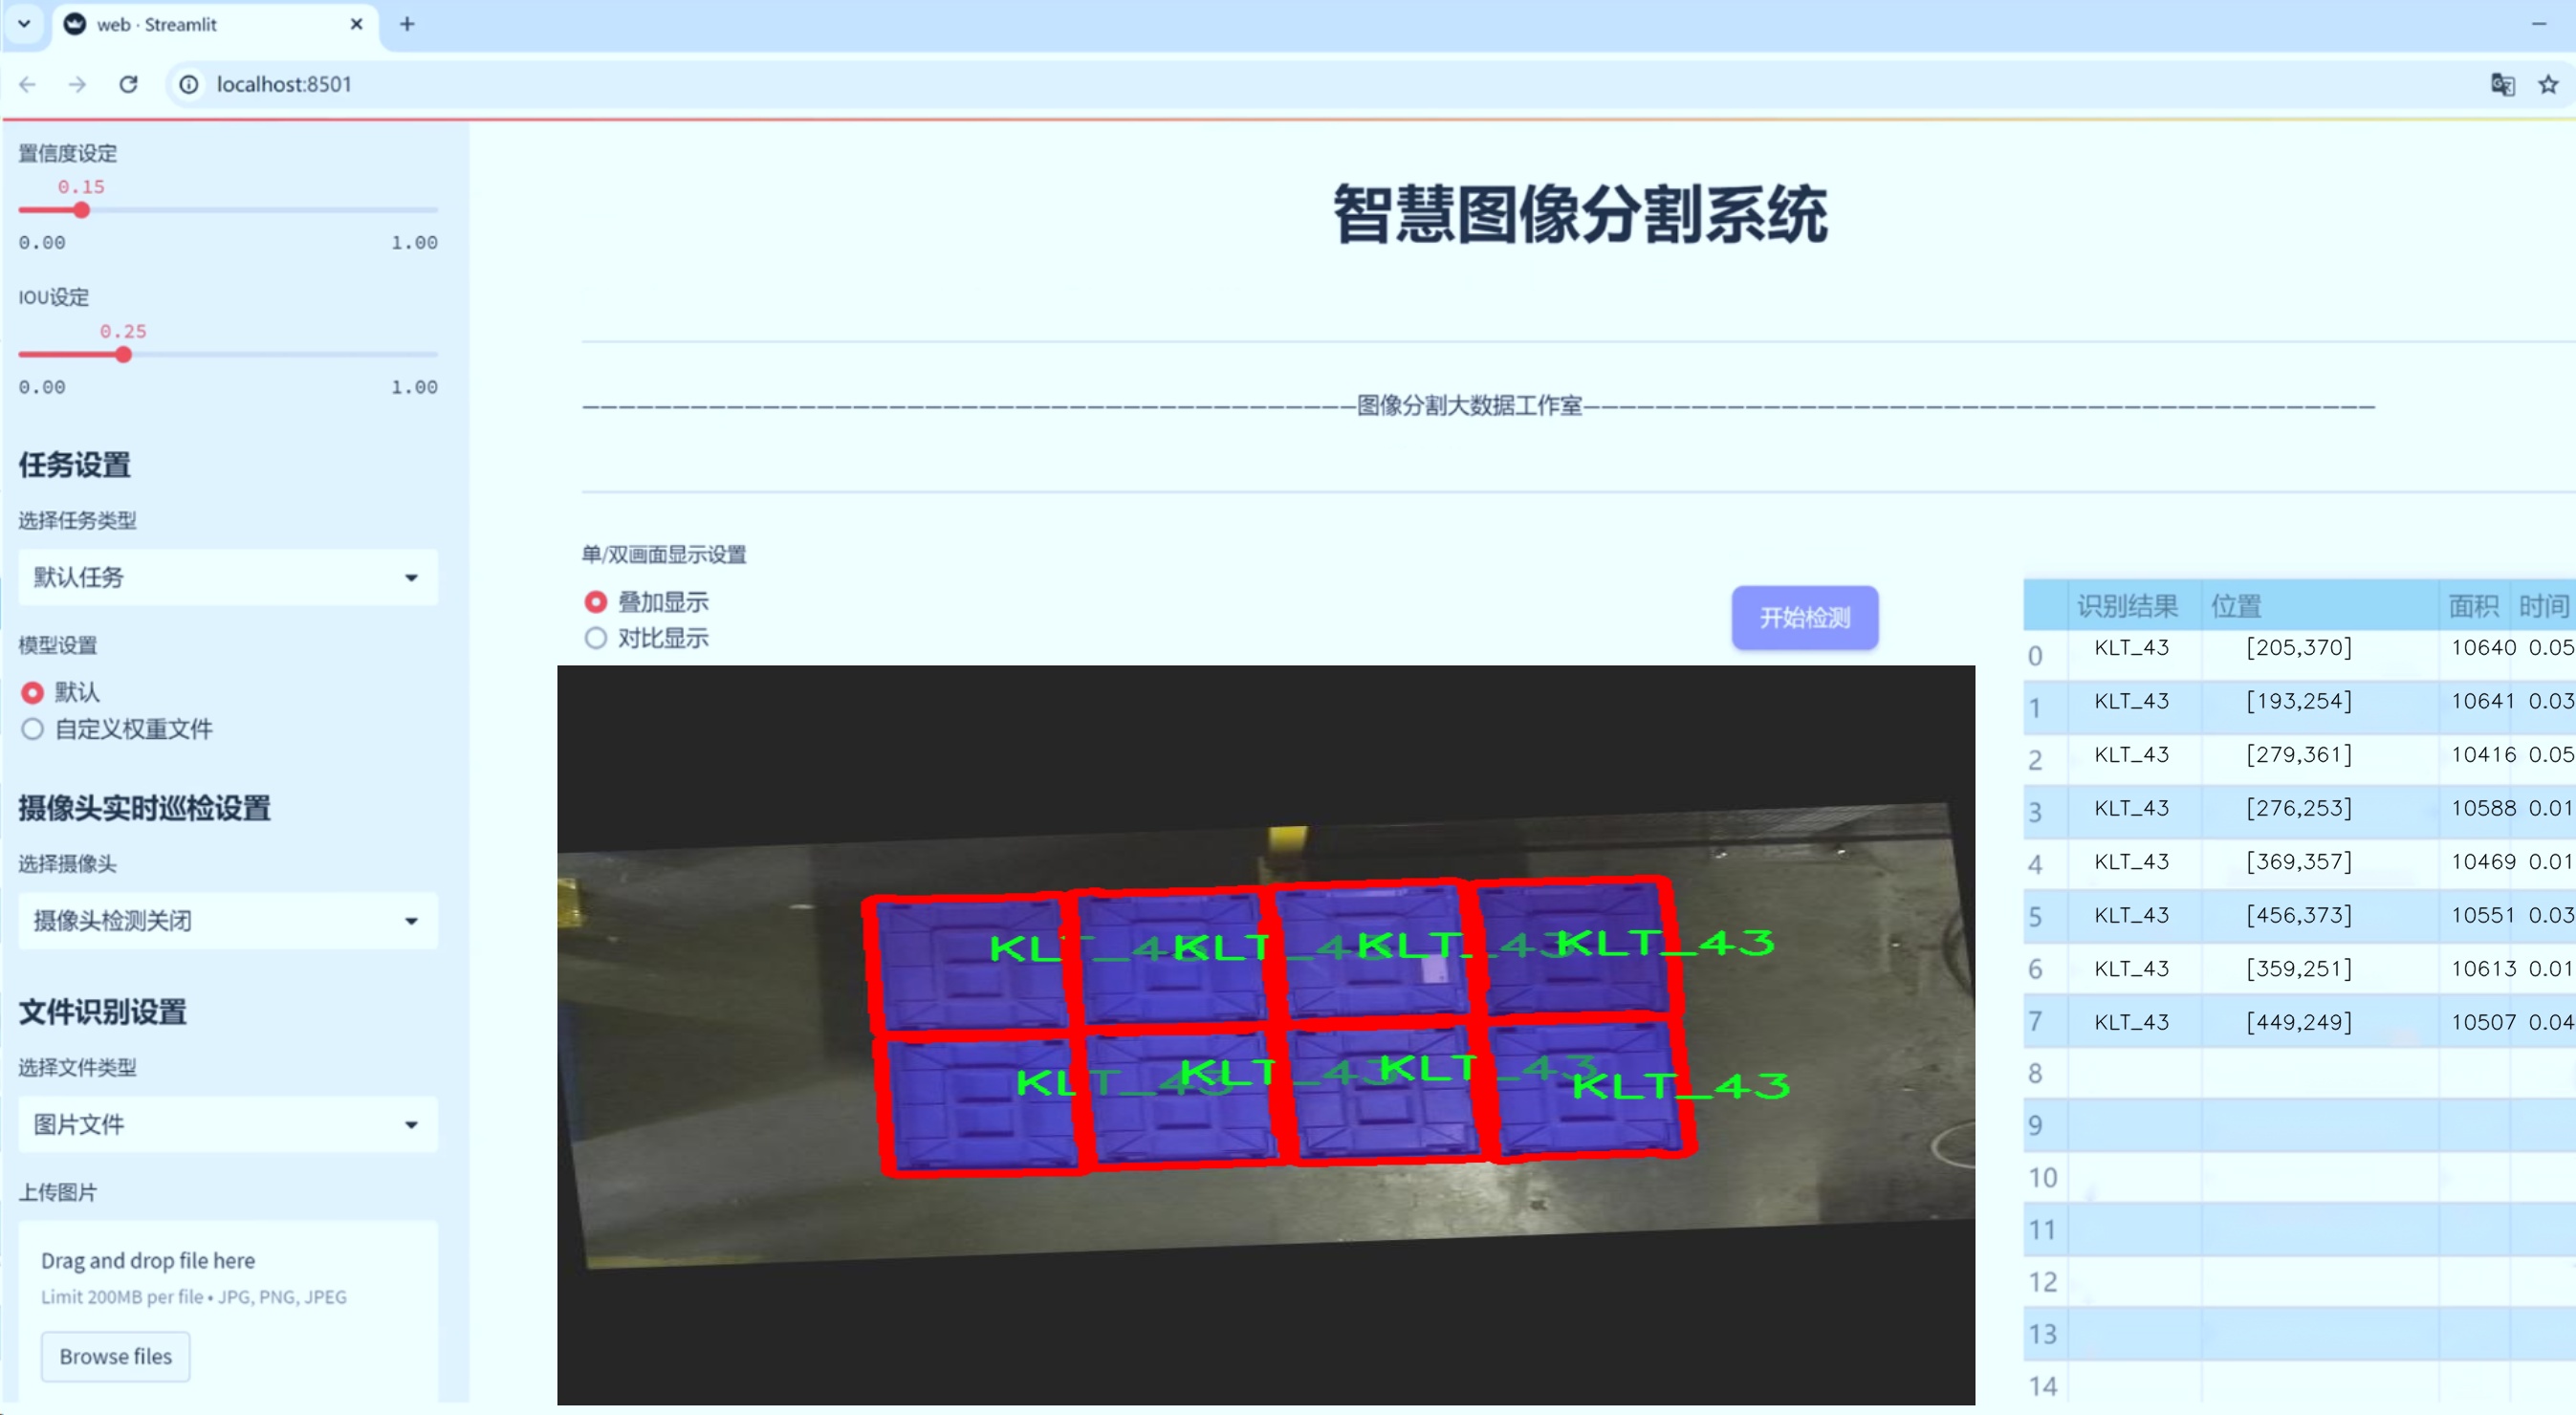 web · Streamlit
localhost:8501
置信度设定
0.15
0.00 1.00
IOU设定
0.25
0.00 1.00
任务设置
选择任务类型
默认任务
模型设置
默认
自定义权重文件
摄像头实时巡检设置
选择摄像头
摄像头检测关闭
文件识别设置
选择文件类型
图片文件
上传图片
Drag and drop file here
Limit 200MB per file • JPG, PNG, JPEG
Browse files
智慧图像分割系统
——————————————————————————————————————————图像分割大数据工作室———————————————————————————————————————————
单/双画面显示设置
叠加显示
对比显示
开始检测
KLT_43 KLT_43 KLT_43 KLT_43
KLT_43 KLT_43 KLT_43 KLT_43
识别结果 位置 面积 时间
0 KLT_43 [205,370] 10640 0.05
1 KLT_43 [193,254] 10641 0.03
2 KLT_43 [279,361] 10416 0.05
3 KLT_43 [276,253] 10588 0.01
4 KLT_43 [369,357] 10469 0.01
5 KLT_43 [456,373] 10551 0.03
6 KLT_43 [359,251] 10613 0.01
7 KLT_43 [449,249] 10507 0.04
8
9
10
11
12
13
14